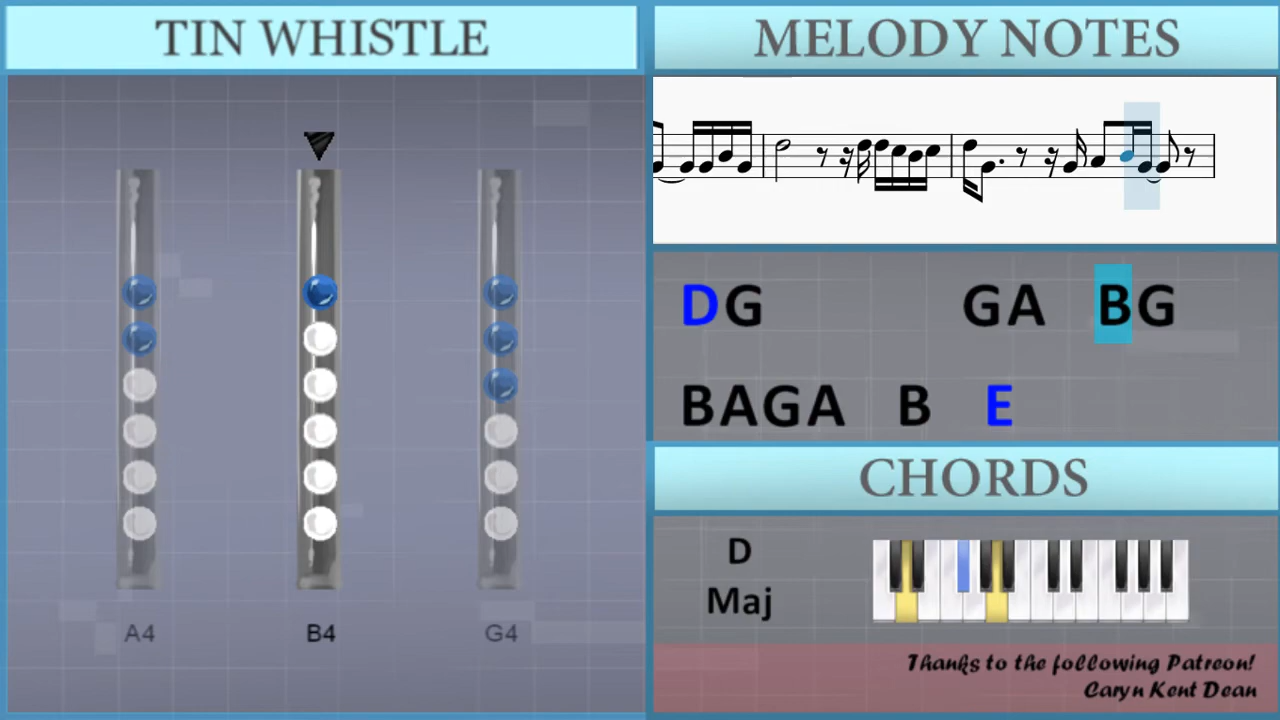 TIN WHISTLE
A4
B4
G4
MELODY NOTES
DG GA BG
BAGA B E
CHORDS
D
Maj
Thanks to the following Patreon!
Caryn Kent Dean